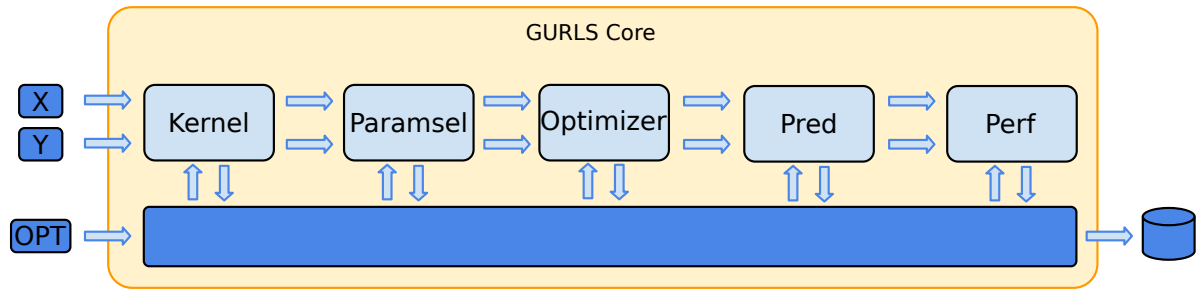 GURLS Core
X
Y
Kernel
Paramsel
Optimizer
Pred
Perf
OPT